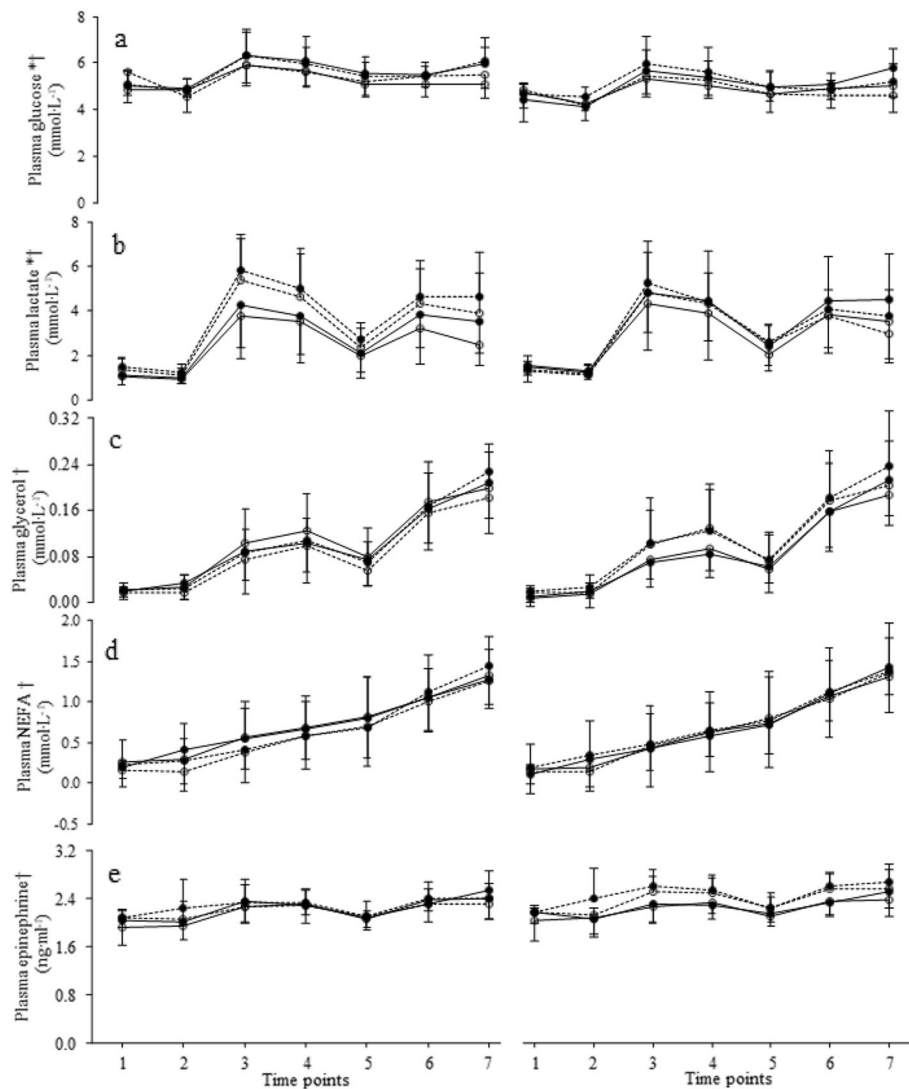 a
Plasma glucose *†
(mmol·L⁻¹)
8
6
4
2
0
b
Plasma lactate *†
(mmol·L⁻¹)
8
6
4
2
0
c
Plasma glycerol †
(mmol·L⁻¹)
0.32
0.24
0.16
0.08
0.00
d
Plasma NEFA †
(mmol·L⁻¹)
2.0
1.5
1.0
0.5
0.0
-0.5
e
Plasma epinephrine†
(ng·ml⁻¹)
3.2
2.4
1.6
0.8
0.0
1 2 3 4 5 6 7 1 2 3 4 5 6 7
Time points Time points